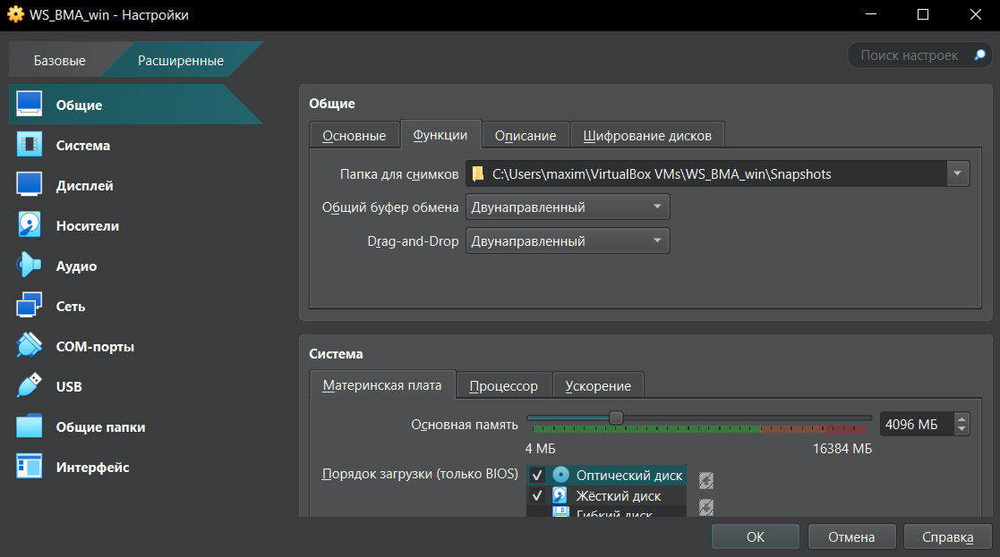 WS_BMA_win - Настройки
Базовые
Расширенные
Поиск настроек
Общие
Система
Дисплей
Носители
Аудио
Сеть
COM-порты
USB
Общие папки
Интерфейс
Общие
Основные Функции Описание Шифрование дисков
Папка для снимков C:\Users\maxim\VirtualBox VMs\WS_BMA_win\Snapshots
Общий буфер обмена Двунаправленный
Drag-and-Drop Двунаправленный
Система
Материнская плата Процессор Ускорение
Основная память 4096 МБ
4 МБ 16384 МБ
Порядок загрузки (только BIOS) Оптический диск
Жёсткий диск
Гибкий диск
OK Отмена Справка